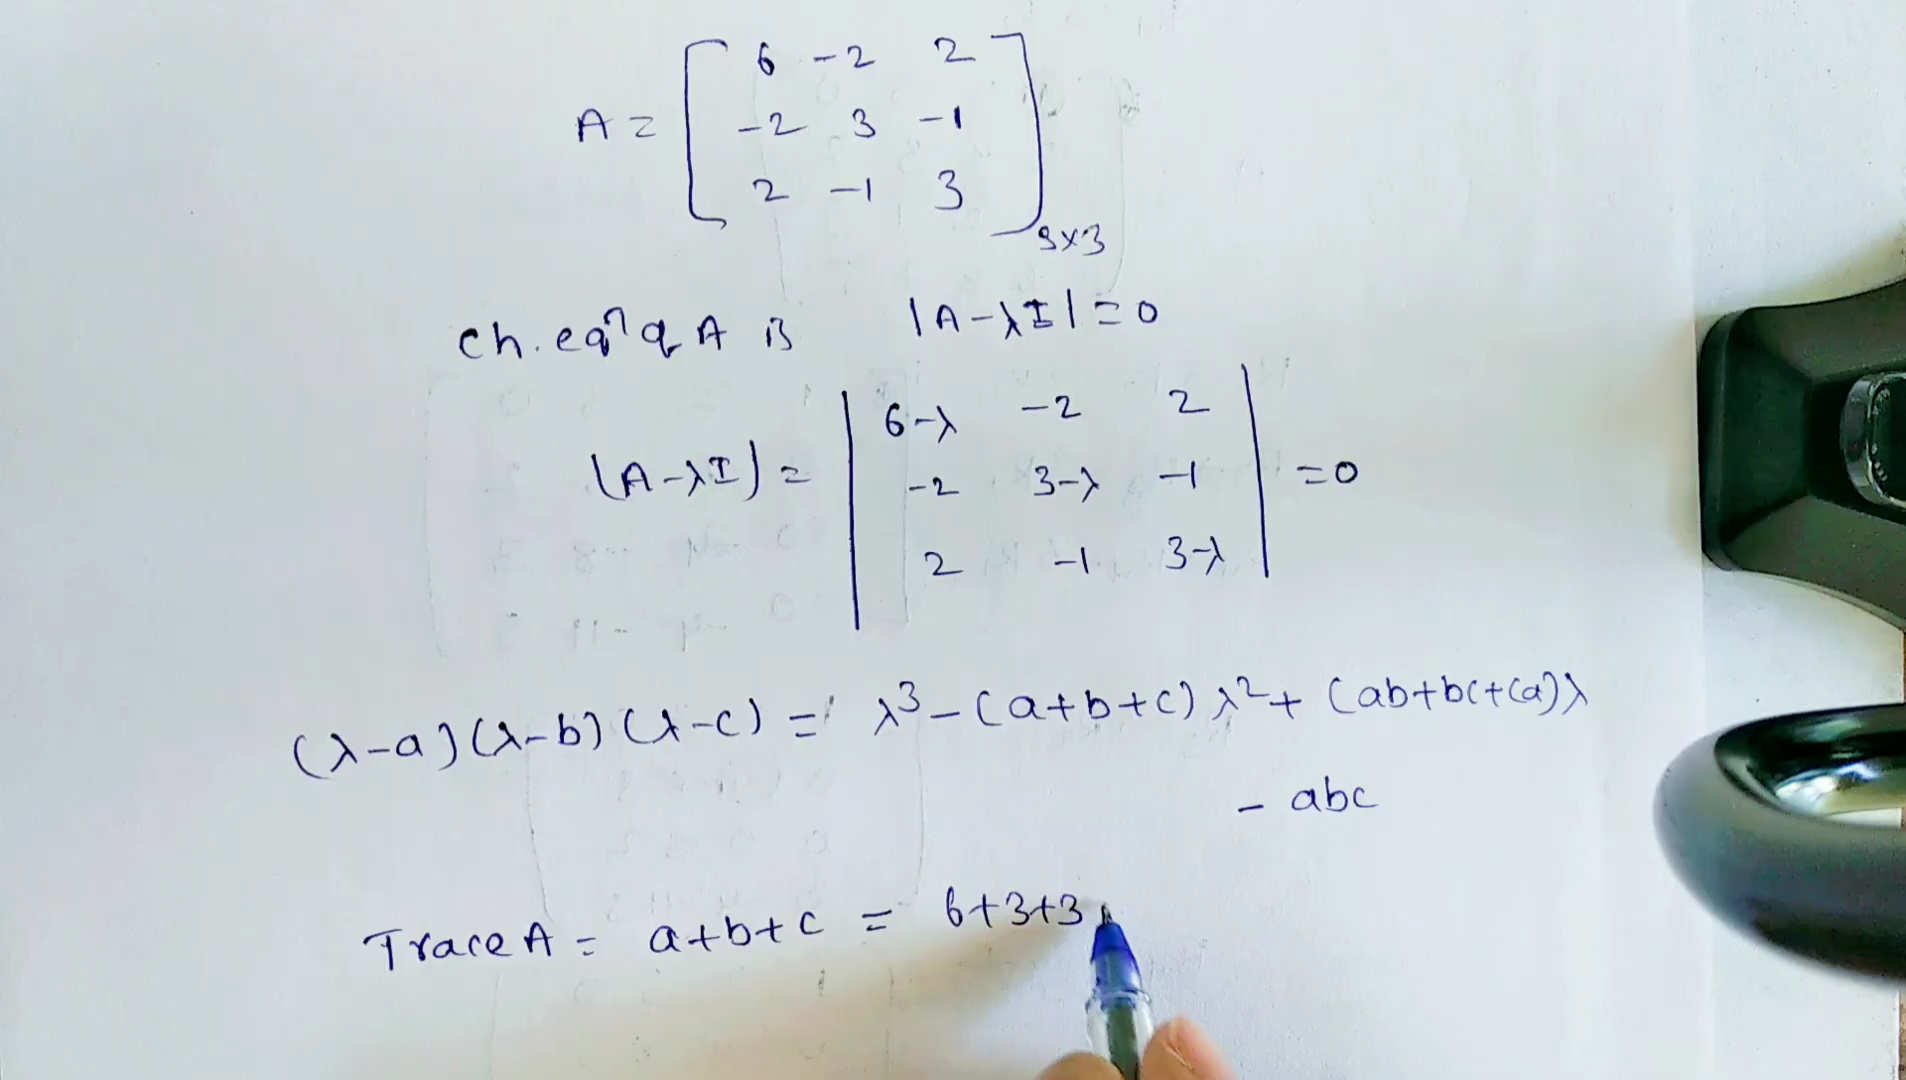 A = [ 6 -2 2
-2 3 -1
2 -1 3 ] 3×3
Ch. eqn of A is |A-λI| = 0
|A-λI| = | 6-λ -2 2
-2 3-λ -1
2 -1 3-λ | = 0
(λ-a)(λ-b)(λ-c) = λ³-(a+b+c)λ²+(ab+bc+ca)λ
- abc
Trace A = a+b+c = 6+3+3